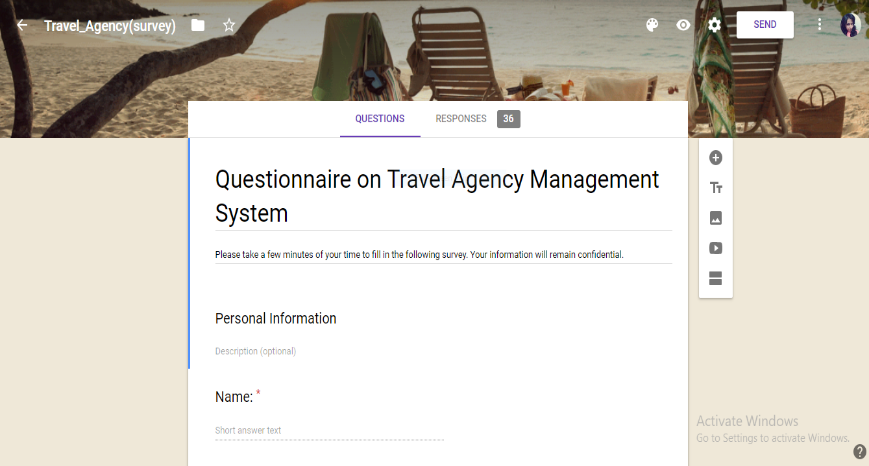 Travel_Agency(survey)
SEND
QUESTIONS
RESPONSES
36
Questionnaire on Travel Agency Management
System
Please take a few minutes of your time to fill in the following survey. Your information will remain confidential.
Personal Information
Description (optional)
Name: *
Short answer text
Activate Windows
Go to Settings to activate Windows.